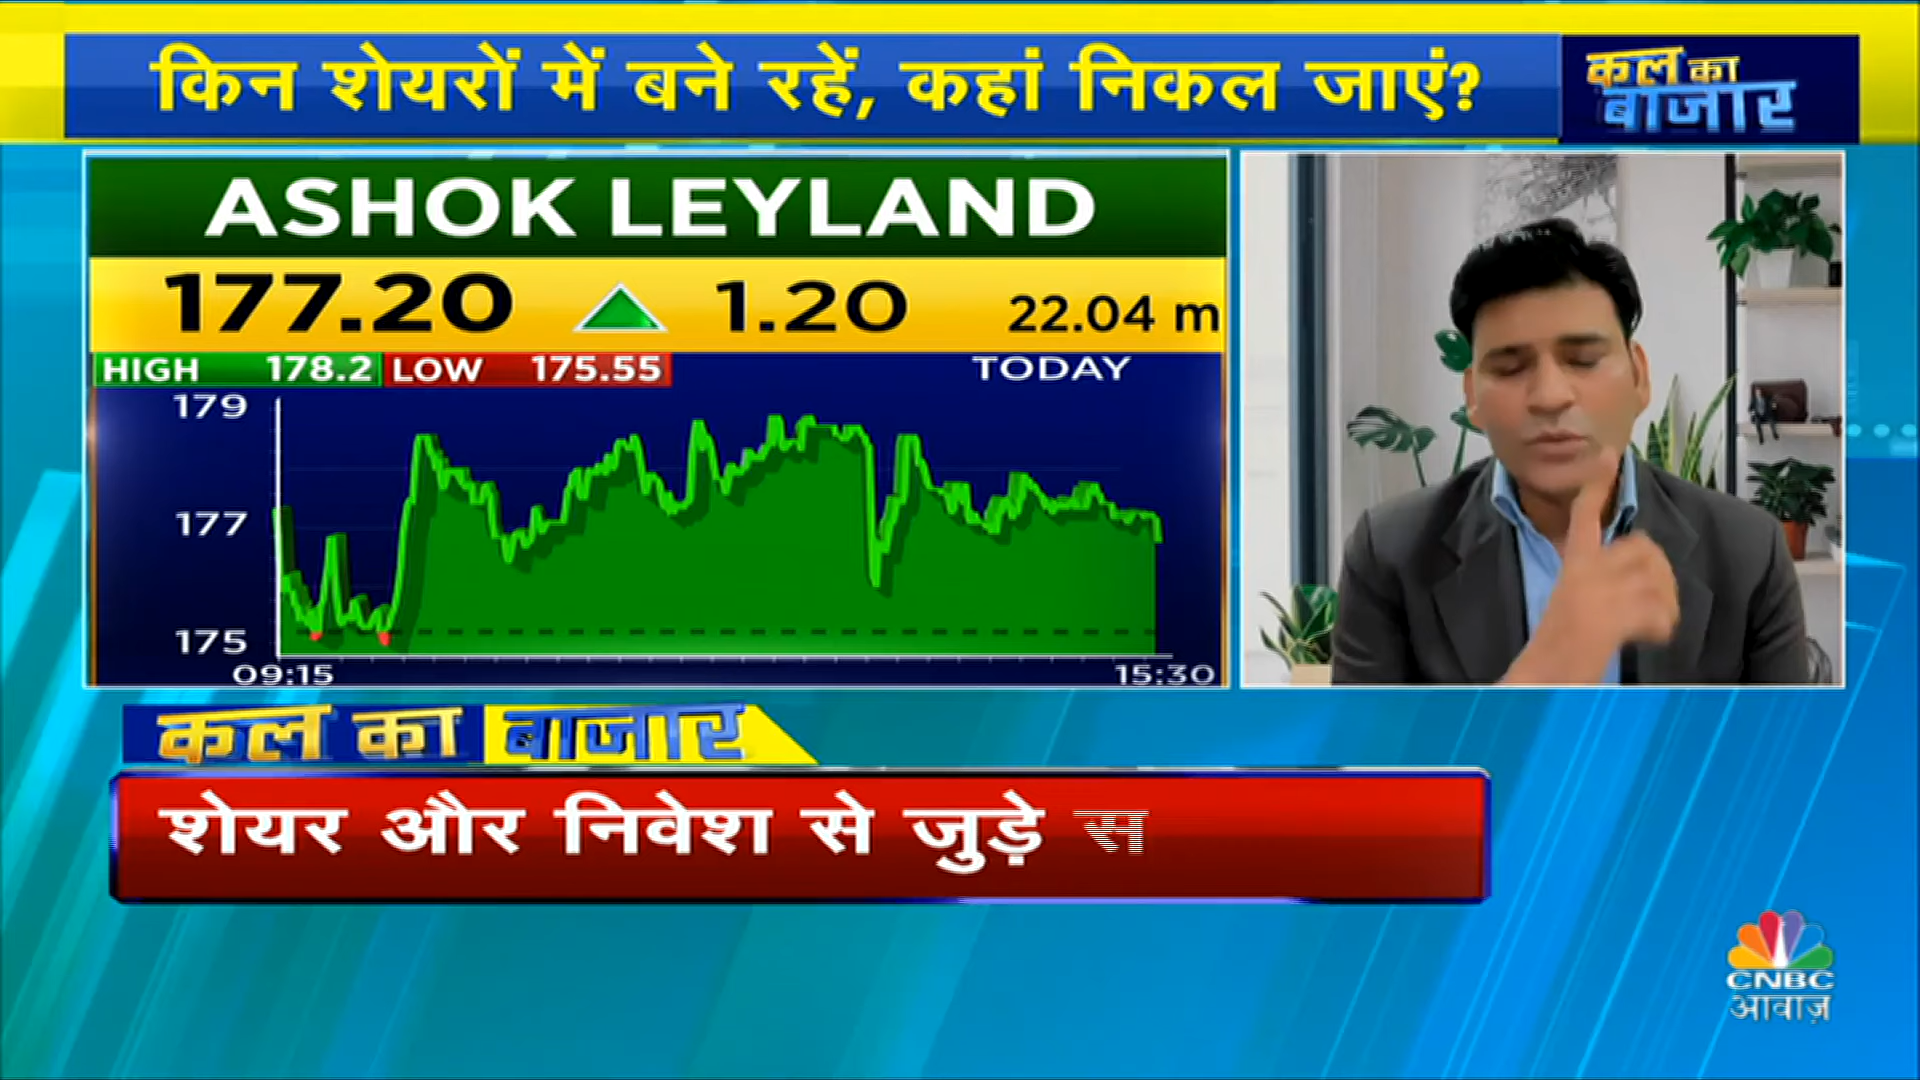 किन शेयरों में बने रहें, कहां निकल जाएं?
कल का
बाजार
ASHOK LEYLAND
177.20 1.20 22.04 m
HIGH 178.2 LOW 175.55 TODAY
179
177
175
09:15 15:30
कल का बाजार
शेयर और निवेश से जुड़े स
CNBC
आवाज़